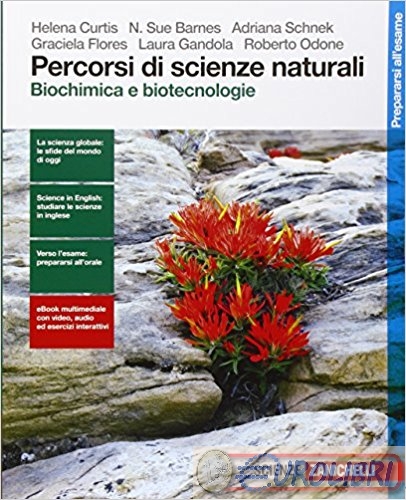 Helena Curtis N. Sue Barnes Adriana Schnek
Graciela Flores Laura Gandola Roberto Odone
Percorsi di scienze naturali
Biochimica e biotecnologie
Prepararsi all'esame
La scienza globale:
le sfide del mondo
di oggi
Science in English:
studiare le scienze
in inglese
Verso l'esame:
prepararsi all'orale
eBook multimediale
con video, audio
ed esercizi interattivi
SCIENZE ZANICHELLI